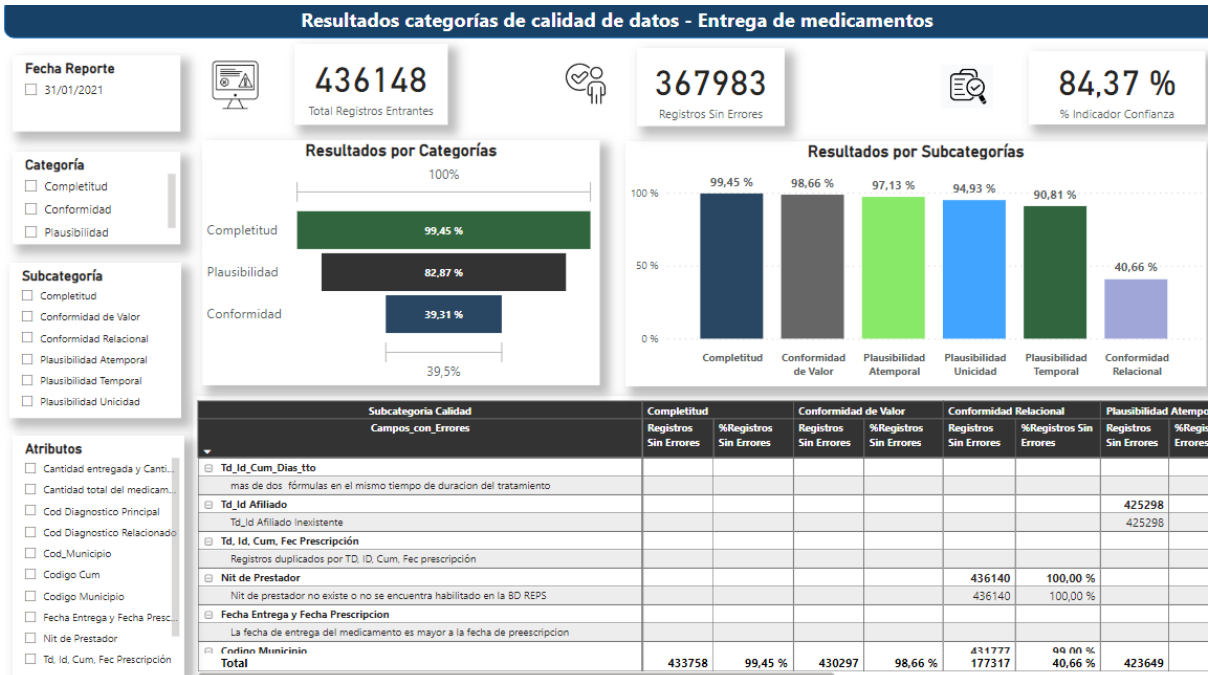 Resultados categorías de calidad de datos - Entrega de medicamentos
Fecha Reporte
31/01/2021
436148
Total Registros Entrantes
367983
Registros Sin Errores
84,37 %
% Indicador Confianza
Categoría
Completitud
Conformidad
Plausibilidad
Subcategoría
Completitud
Conformidad de Valor
Conformidad Relacional
Plausibilidad Atemporal
Plausibilidad Temporal
Plausibilidad Unicidad
Atributos
Cantidad entregada y Canti...
Cantidad total del medicam...
Cod Diagnostico Principal
Cod Diagnostico Relacionado
Cod_Municipio
Codigo Cum
Codigo Municipio
Fecha Entrega y Fecha Presc...
Nit de Prestador
Td, Id, Cum, Fec Prescripción
Resultados por Categorías
100%
Completitud 99,45 %
Plausibilidad 82,87 %
Conformidad 39,31 %
39,5%
Resultados por Subcategorías
100 %
50 %
0 %
99,45 % 98,66 % 97,13 % 94,93 % 90,81 % 40,66 %
Completitud Conformidad Plausibilidad Plausibilidad Plausibilidad Conformidad
de Valor Atemporal Unicidad Temporal Relacional
Subcategoria Calidad Completitud Conformidad de Valor Conformidad Relacional Plausibilidad Atempo
Campos_con_Errores Registros %Registros Registros %Registros Registros %Registros Sin Registros %Regis
Sin Errores Sin Errores Sin Errores Sin Errores Sin Errores Errores Sin Errores Errores
Td_Id_Cum_Dias_tto
mas de dos fórmulas en el mismo tiempo de duracion del tratamiento
Td_Id Afiliado 425298
Td_Id Afiliado Inexistente 425298
Td, Id, Cum, Fec Prescripción
Registros duplicados por TD, ID, Cum, Fec prescripción
Nit de Prestador 436140 100,00 %
Nit de prestador no existe o no se encuentra habilitado en la BD REPS 436140 100,00 %
Fecha Entrega y Fecha Prescripcion
La fecha de entrega del medicamento es mayor a la fecha de preescripcion
Codigo Municipio 431777 99,00 %
Total 433758 99,45 % 430297 98,66 % 177317 40,66 % 423649